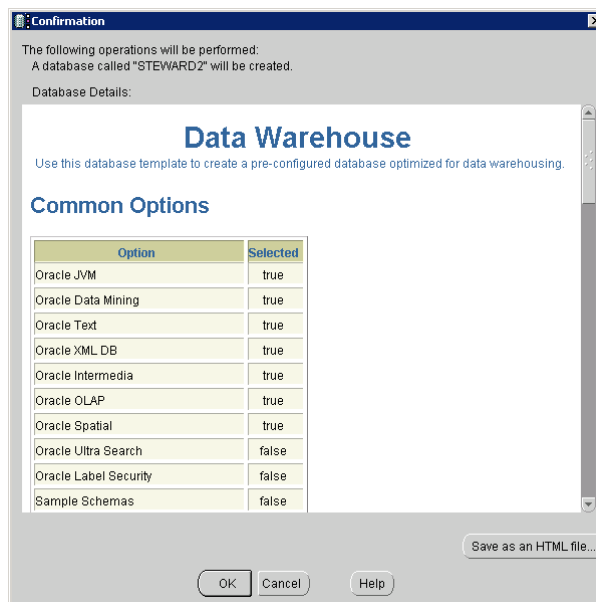 Confirmation
The following operations will be performed:
A database called "STEWARD2" will be created.
Database Details:
Data Warehouse
Use this database template to create a pre-configured database optimized for data warehousing.
Common Options
Option Selected
Oracle JVM true
Oracle Data Mining true
Oracle Text true
Oracle XML DB true
Oracle Intermedia true
Oracle OLAP true
Oracle Spatial true
Oracle Ultra Search false
Oracle Label Security false
Sample Schemas false
Save as an HTML file...
OK Cancel Help